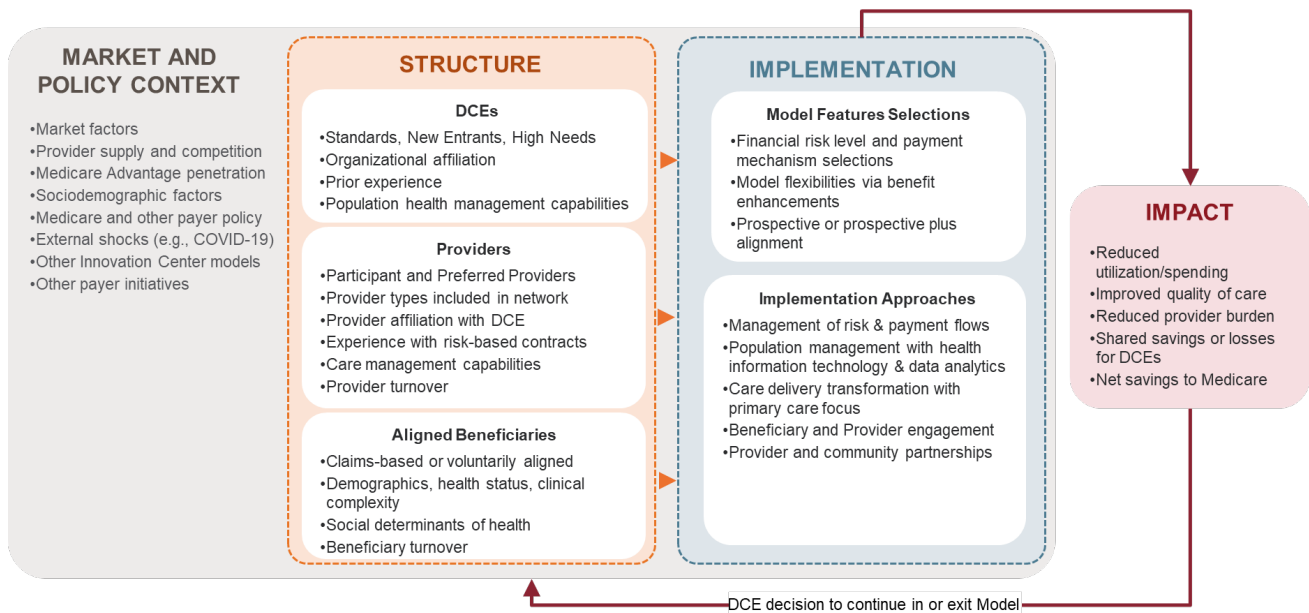 MARKET AND
POLICY CONTEXT
•Market factors
•Provider supply and competition
•Medicare Advantage penetration
•Sociodemographic factors
•Medicare and other payer policy
•External shocks (e.g., COVID-19)
•Other Innovation Center models
•Other payer initiatives
STRUCTURE
DCEs
•Standards, New Entrants, High Needs
•Organizational affiliation
•Prior experience
•Population health management capabilities
Providers
•Participant and Preferred Providers
•Provider types included in network
•Provider affiliation with DCE
•Experience with risk-based contracts
•Care management capabilities
•Provider turnover
Aligned Beneficiaries
•Claims-based or voluntarily aligned
•Demographics, health status, clinical
complexity
•Social determinants of health
•Beneficiary turnover
IMPLEMENTATION
Model Features Selections
•Financial risk level and payment
mechanism selections
•Model flexibilities via benefit
enhancements
•Prospective or prospective plus
alignment
Implementation Approaches
•Management of risk & payment flows
•Population management with health
information technology & data analytics
•Care delivery transformation with
primary care focus
•Beneficiary and Provider engagement
•Provider and community partnerships
IMPACT
•Reduced
utilization/spending
•Improved quality of care
•Reduced provider burden
•Shared savings or losses
for DCEs
•Net savings to Medicare
DCE decision to continue in or exit Model